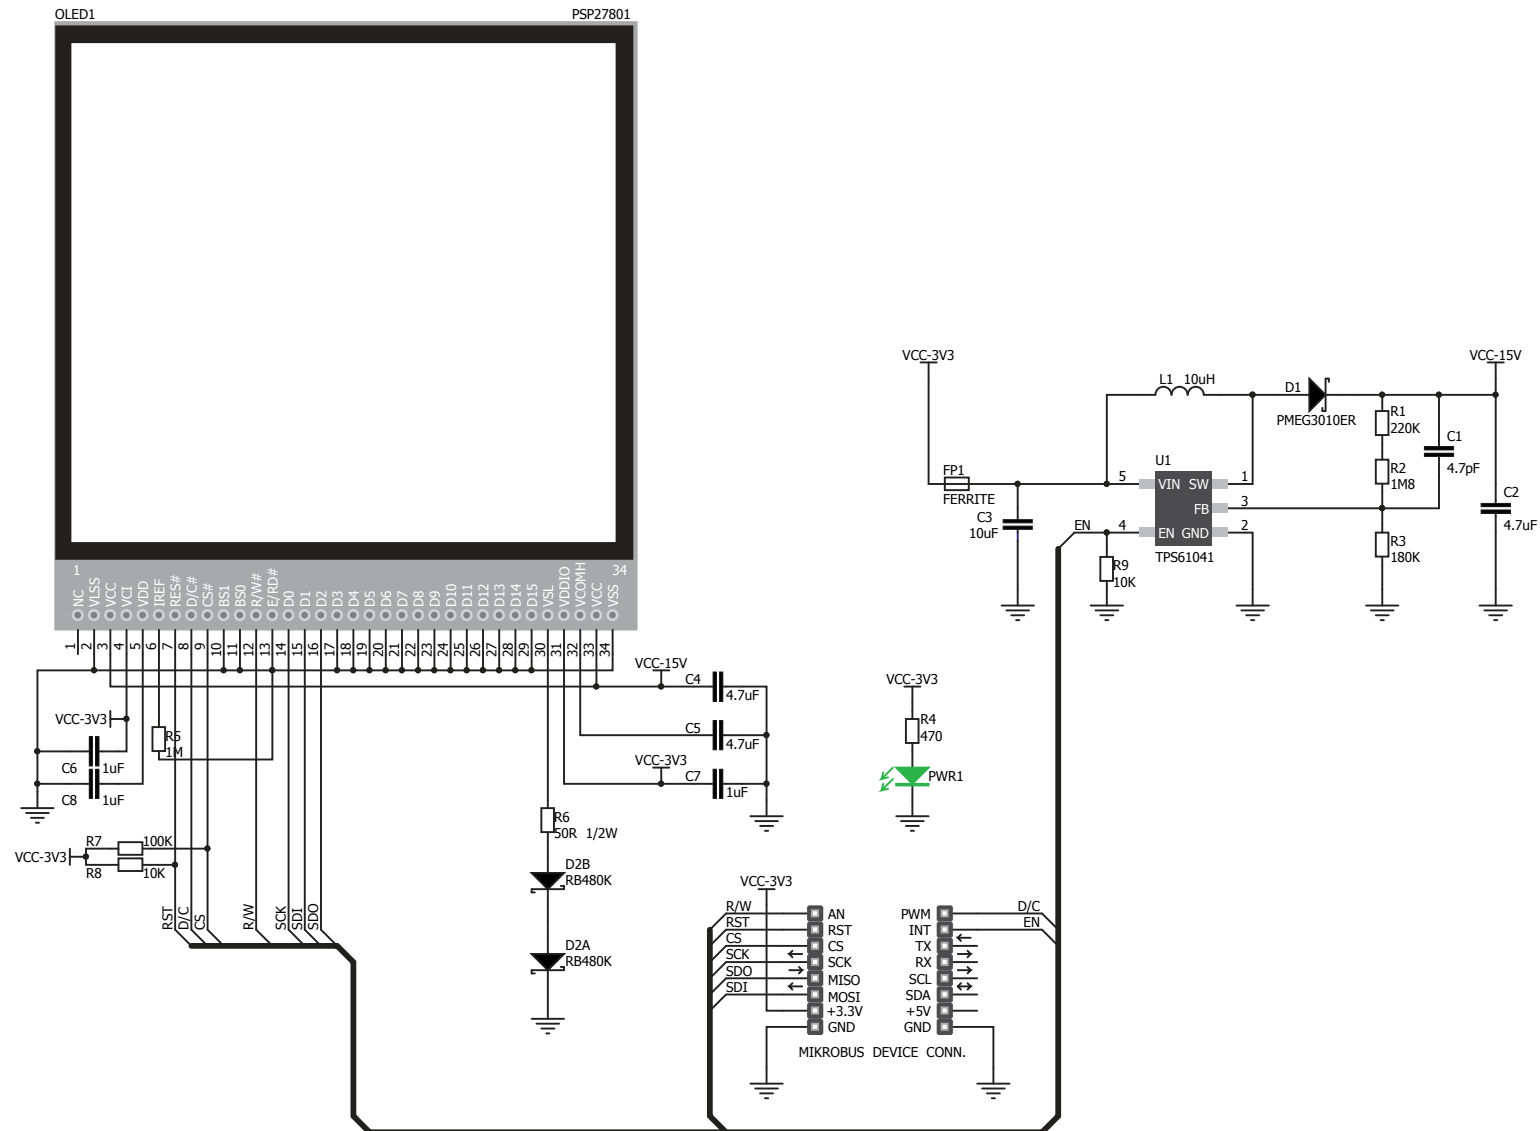 OLED1 PSP27801
1 34
NC VLSS VCC VCI VDD IREF RES# D/C# CS# BS1 BS0 R/W# E/RD# D0 D1 D2 D3 D4 D5 D6 D7 D8 D9 D10 D11 D12 D13 D14 D15 VSL VDDIO VCOMH VCC VSS
1 2 3 4 5 6 7 8 9 10 11 12 13 14 15 16 17 18 19 20 21 22 23 24 25 26 27 28 29 30 31 32 33 34
VCC-3V3
C6 1uF
C8 1uF
R5
1M
R7 100K
VCC-3V3
R8 10K
RST D/C CS R/W SCK SDI SDO
VCC-15V
C4
4.7uF
C5
4.7uF
VCC-3V3
C7
1uF
R6
50R 1/2W
D2B
RB480K
D2A
RB480K
VCC-3V3
FP1
FERRITE
C3
10uF
L1 10uH
D1
PMEG3010ER
VCC-15V
R1
220K
R2
1M8
C1
4.7pF
C2
4.7uF
R3
180K
U1
5 VIN SW 1
FB 3
EN 4 EN GND 2
TPS61041
R9
10K
VCC-3V3
R4
470
PWR1
VCC-3V3
R/W AN PWM D/C
RST RST INT EN
CS CS TX
SCK SCK RX
SDO MISO SCL
SDI MOSI SDA
+3.3V +5V
GND GND
MIKROBUS DEVICE CONN.